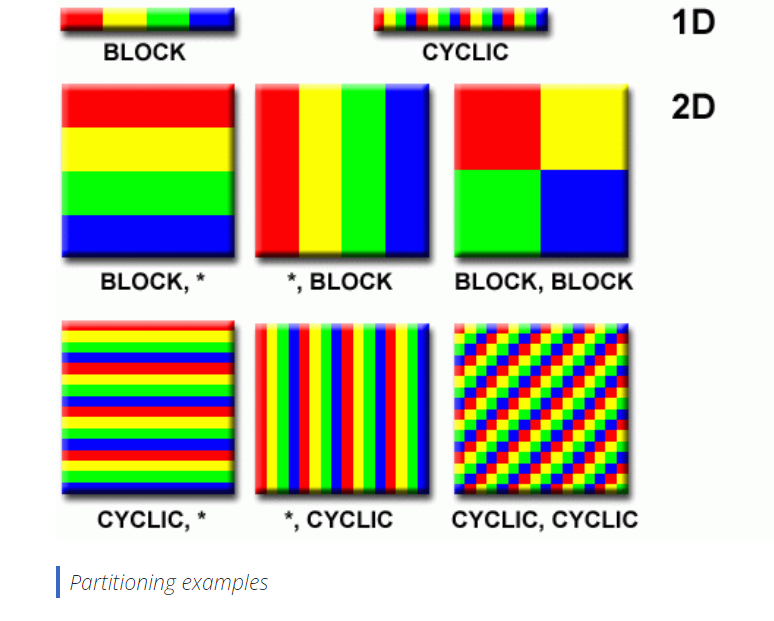 1D
BLOCK
CYCLIC
2D
BLOCK, *
*, BLOCK
BLOCK, BLOCK
CYCLIC, *
*, CYCLIC
CYCLIC, CYCLIC
Partitioning examples